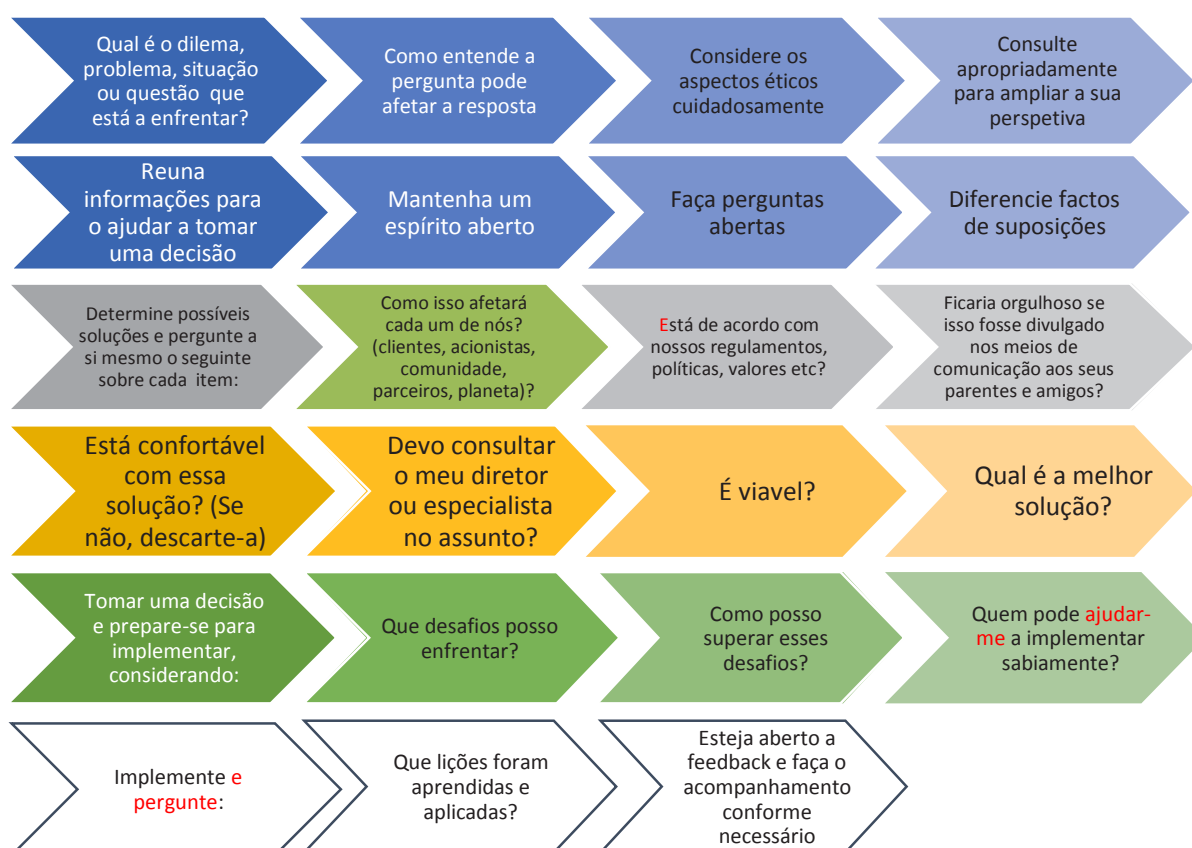 Qual é o dilema,
problema, situação
ou questão que
está a enfrentar?
Como entende a
pergunta pode
afetar a resposta
Considere os
aspectos éticos
cuidadosamente
Consulte
apropriadamente
para ampliar a sua
perspetiva
Reuna
informações para
o ajudar a tomar
uma decisão
Mantenha um
espírito aberto
Faça perguntas
abertas
Diferencie factos
de suposições
Determine possíveis
soluções e pergunte a
si mesmo o seguinte
sobre cada item:
Como isso afetará
cada um de nós?
(clientes, acionistas,
comunidade,
parceiros, planeta)?
Está de acordo com
nossos regulamentos,
políticas, valores etc?
Ficaria orgulhoso se
isso fosse divulgado
nos meios de
comunicação aos seus
parentes e amigos?
Está confortável
com essa
solução? (Se
não, descarte-a)
Devo consultar
o meu diretor
ou especialista
no assunto?
É viavel?
Qual é a melhor
solução?
Tomar uma decisão
e prepare-se para
implementar,
considerando:
Que desafios posso
enfrentar?
Como posso
superar esses
desafios?
Quem pode ajudar-
me a implementar
sabiamente?
Implemente e
pergunte:
Que lições foram
aprendidas e
aplicadas?
Esteja aberto a
feedback e faça o
acompanhamento
conforme
necessário